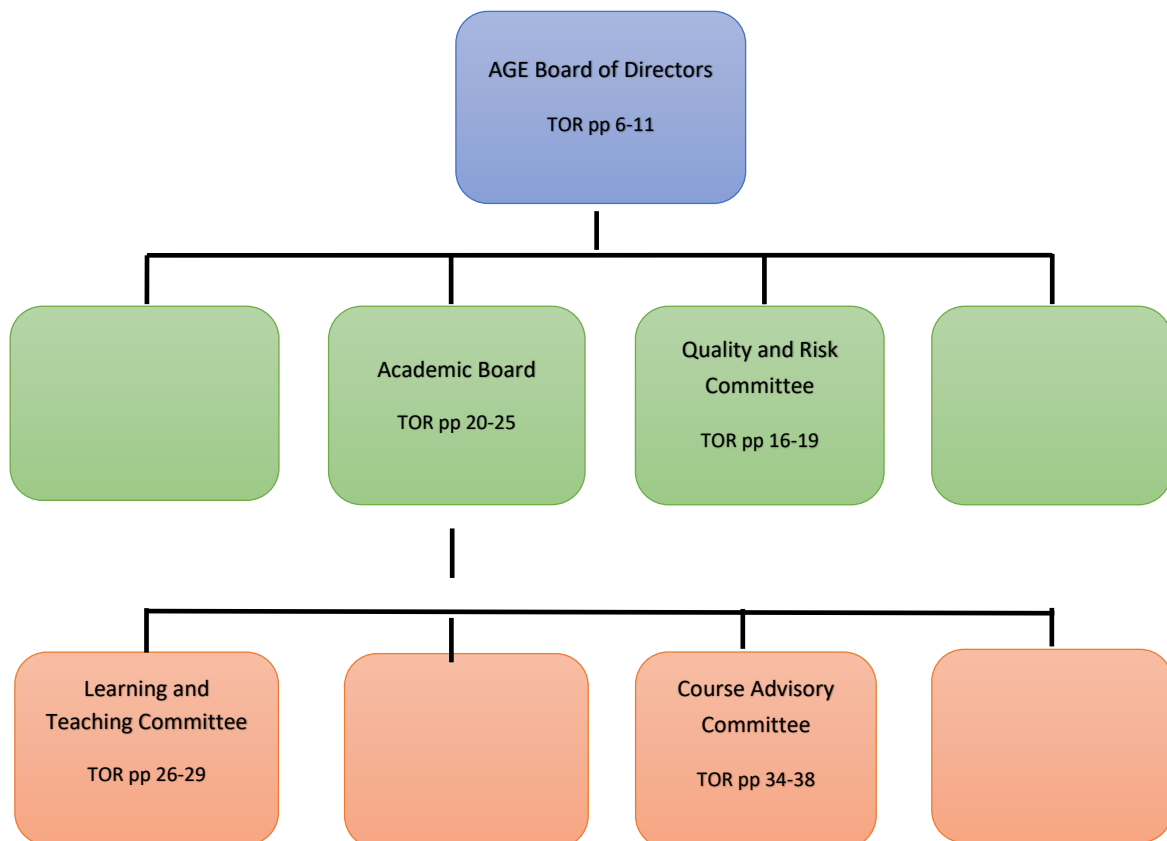 AGE Board of Directors
TOR pp 6-11
Academic Board
TOR pp 20-25
Quality and Risk
Committee
TOR pp 16-19
Learning and
Teaching Committee
TOR pp 26-29
Course Advisory
Committee
TOR pp 34-38